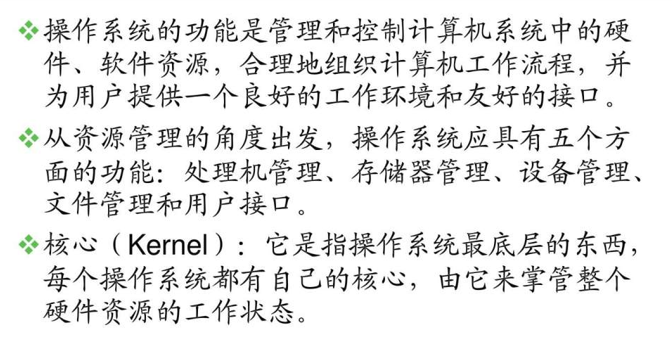 ❖操作系统的功能是管理和控制计算机系统中的硬
件、软件资源，合理地组织计算机工作流程，并
为用户提供一个良好的工作环境和友好的接口。
❖从资源管理的角度出发，操作系统应具有五个方
面的功能：处理机管理、存储器管理、设备管理、
文件管理和用户接口。
❖核心（Kernel）：它是指操作系统最底层的东西，
每个操作系统都有自己的核心，由它来掌管整个
硬件资源的工作状态。